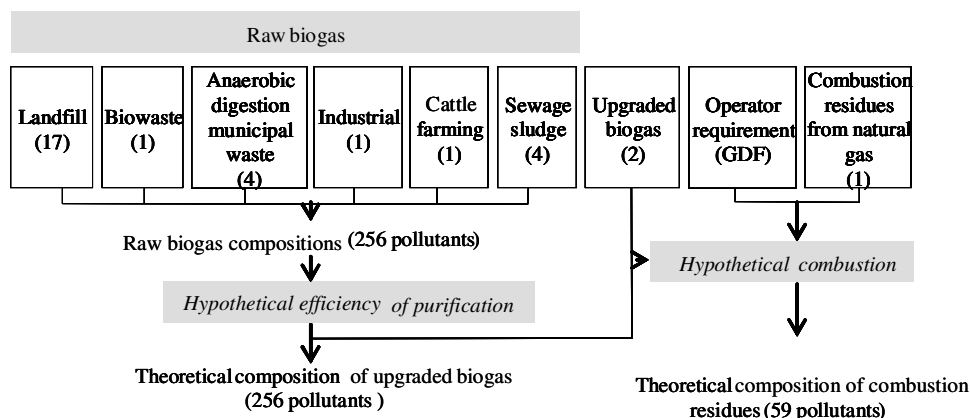 Raw biogas
Landfill
(17)
Biowaste
(1)
Anaerobic
digestion
municipal
waste
(4)
Industrial
(1)
Cattle
farming
(1)
Sewage
sludge
(4)
Upgraded
biogas
(2)
Operator
requirement
(GDF)
Combustion
residues
from natural
gas
(1)
Raw biogas compositions (256 pollutants)
Hypothetical efficiency of purification
Hypothetical combustion
Theoretical composition of upgraded biogas
(256 pollutants )
Theoretical composition of combustion
residues (59 pollutants)